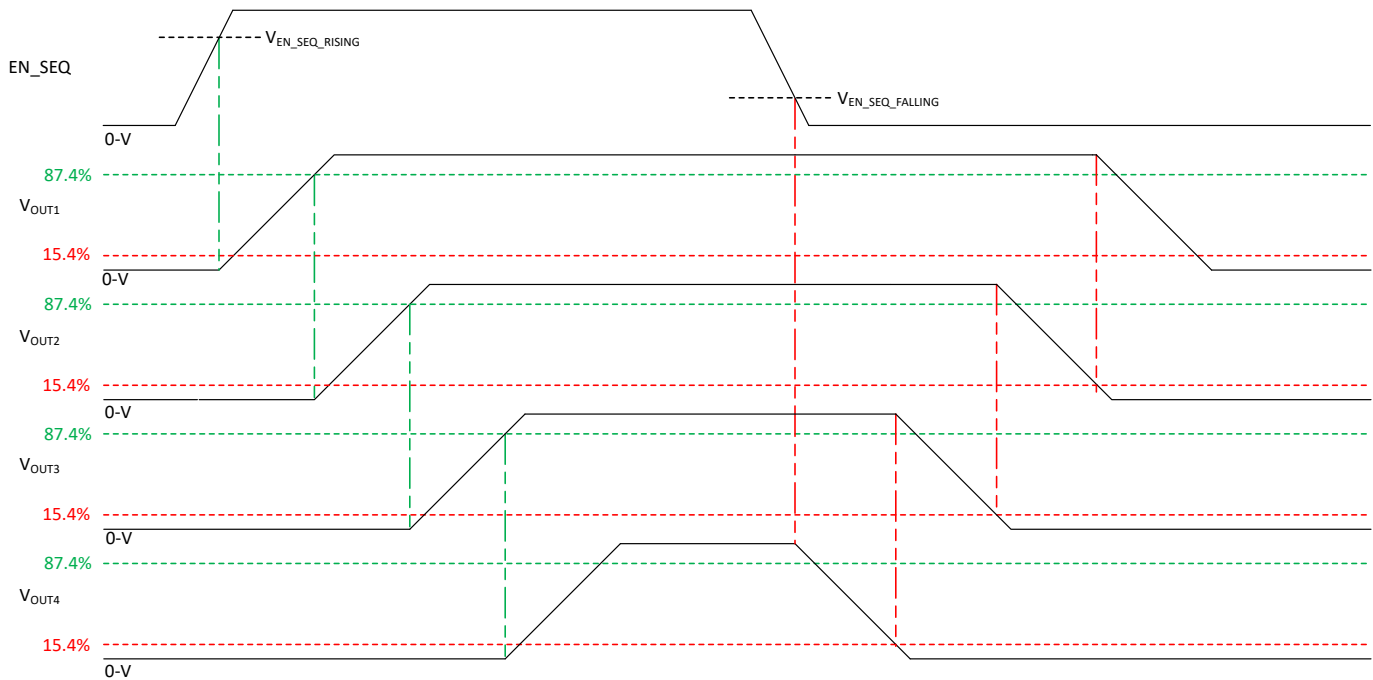 V_EN_SEQ_RISING
EN_SEQ
V_EN_SEQ_FALLING
0-V
87.4%
V_OUT1
15.4%
0-V
87.4%
V_OUT2
15.4%
0-V
87.4%
V_OUT3
15.4%
0-V
87.4%
V_OUT4
15.4%
0-V